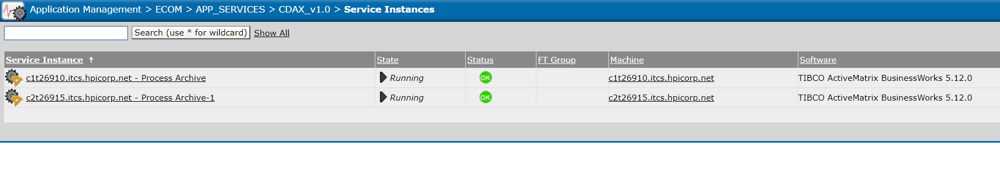 Application Management > ECOM > APP_SERVICES > CDAX_v1.0 > Service Instances
Search (use * for wildcard) Show All
Service Instance ↑ State Status FT Group Machine Software
c1t26910.itcs.hpicorp.net - Process Archive Running OK c1t26910.itcs.hpicorp.net TIBCO ActiveMatrix BusinessWorks 5.12.0
c2t26915.itcs.hpicorp.net - Process Archive-1 Running OK c2t26915.itcs.hpicorp.net TIBCO ActiveMatrix BusinessWorks 5.12.0